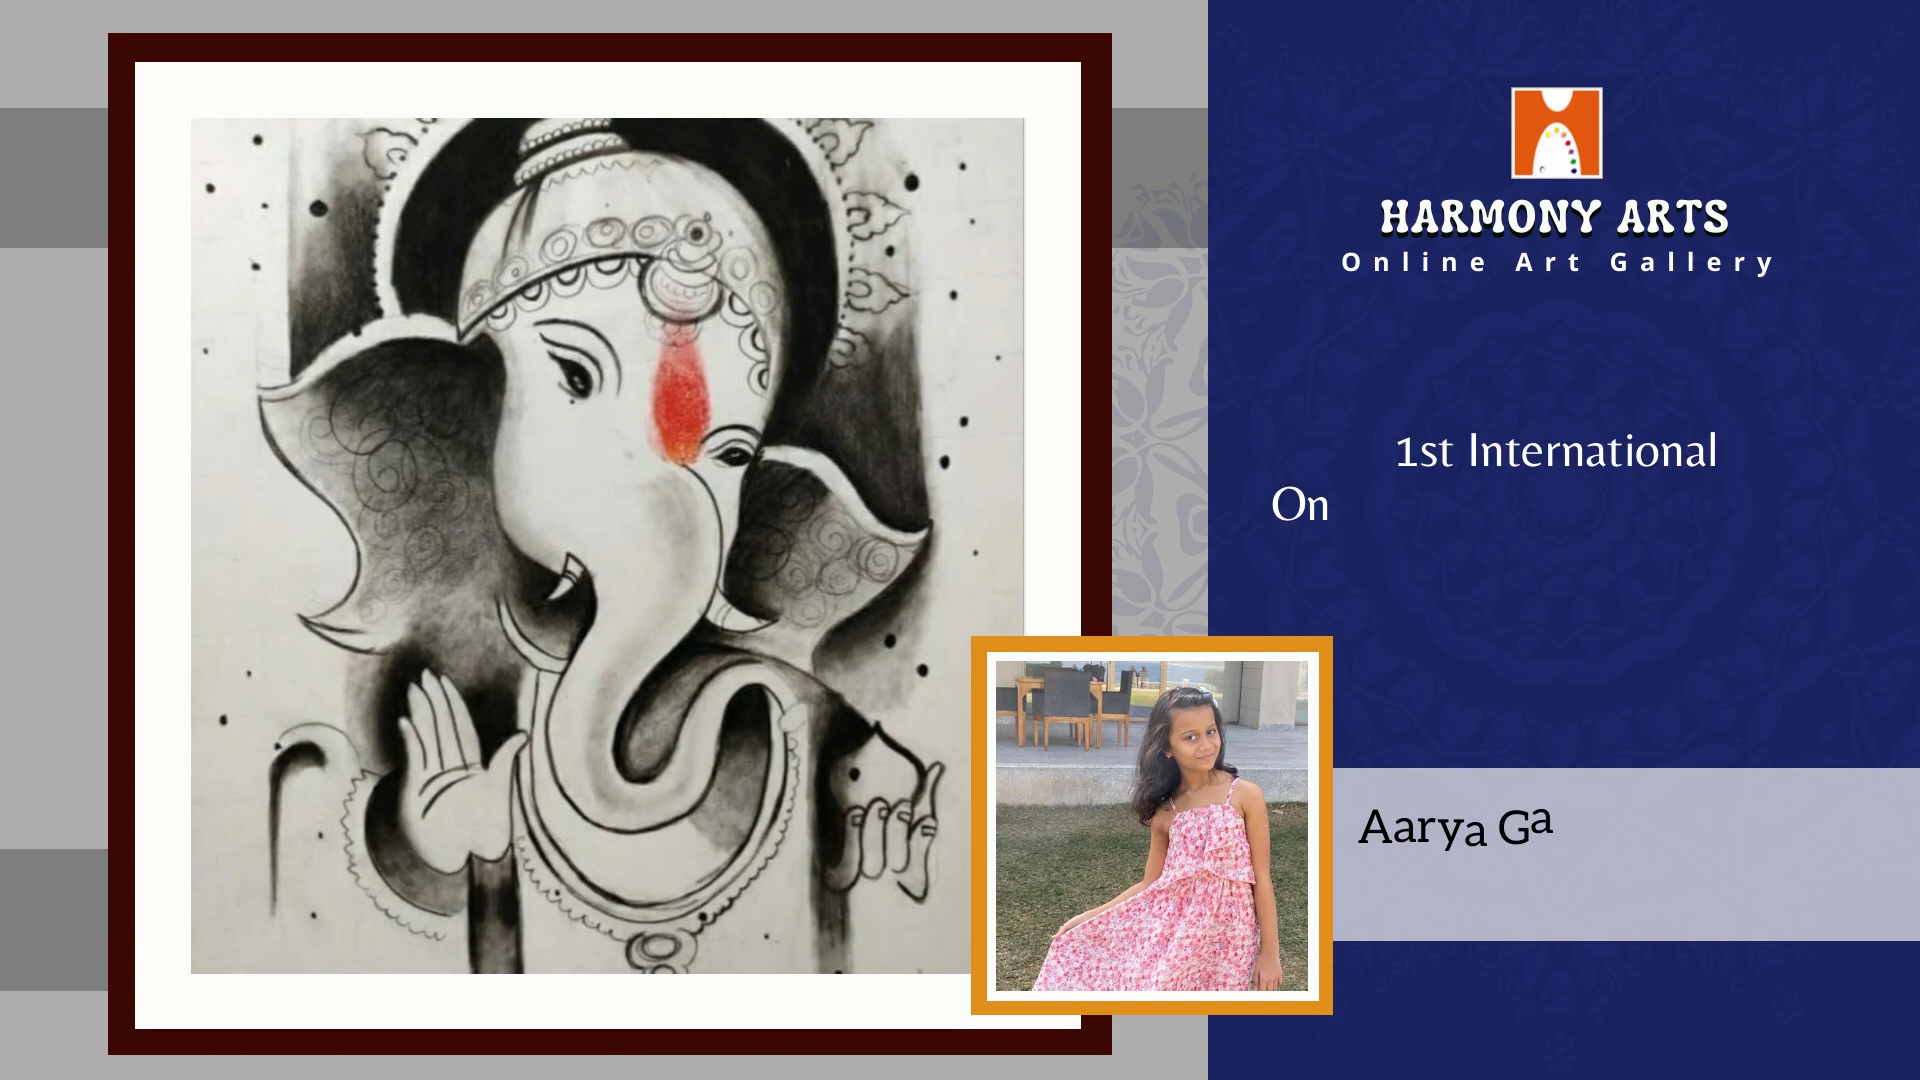 HARMONY ARTS
Online Art Gallery
1st International
On
Aarya Ga